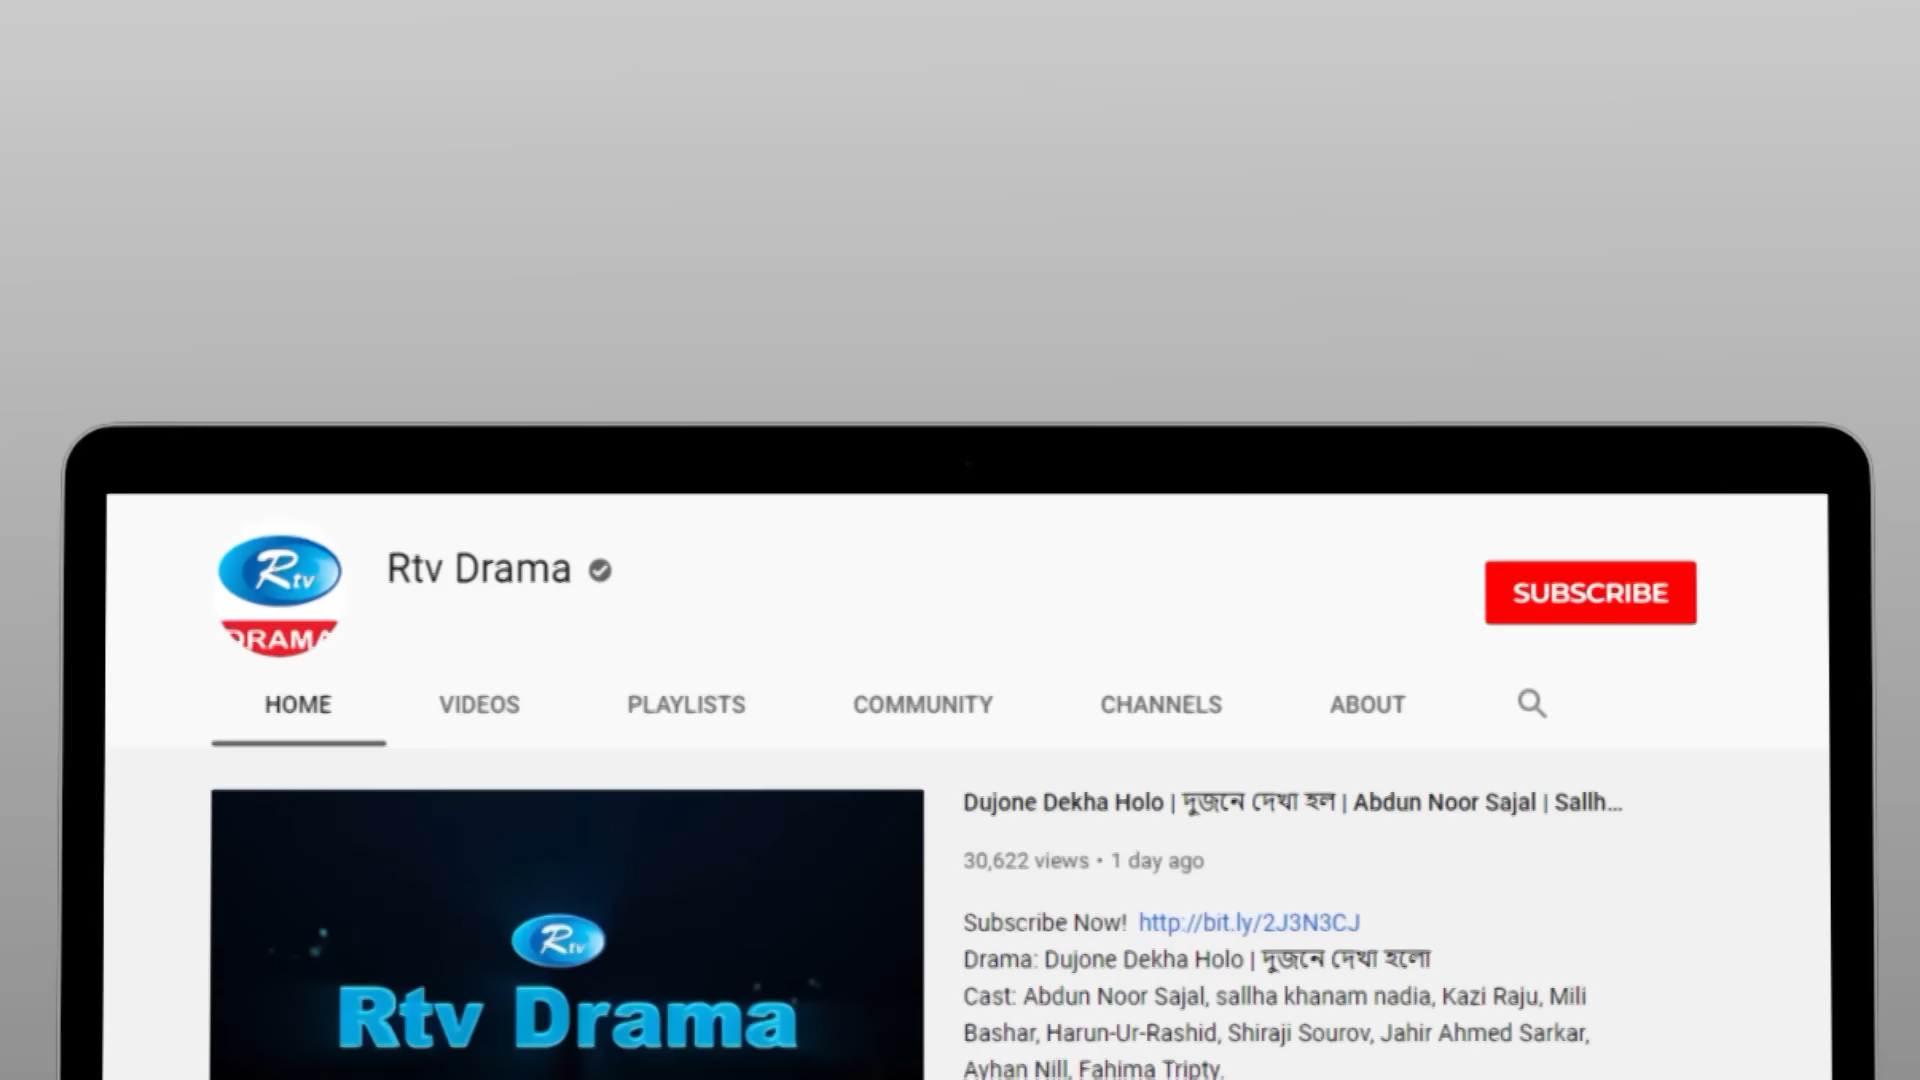 Rtv
DRAMA
Rtv Drama
SUBSCRIBE
HOME VIDEOS PLAYLISTS COMMUNITY CHANNELS ABOUT
Rtv
Rtv Drama
Dujone Dekha Holo | দুজনে দেখা হল | Abdun Noor Sajal | Sallh...
30,622 views • 1 day ago
Subscribe Now! http://bit.ly/2J3N3CJ
Drama: Dujone Dekha Holo | দুজনে দেখা হলো
Cast: Abdun Noor Sajal, sallha khanam nadia, Kazi Raju, Mili
Bashar, Harun-Ur-Rashid, Shiraji Sourov, Jahir Ahmed Sarkar,
Ayhan Nill, Fahima Tripty.